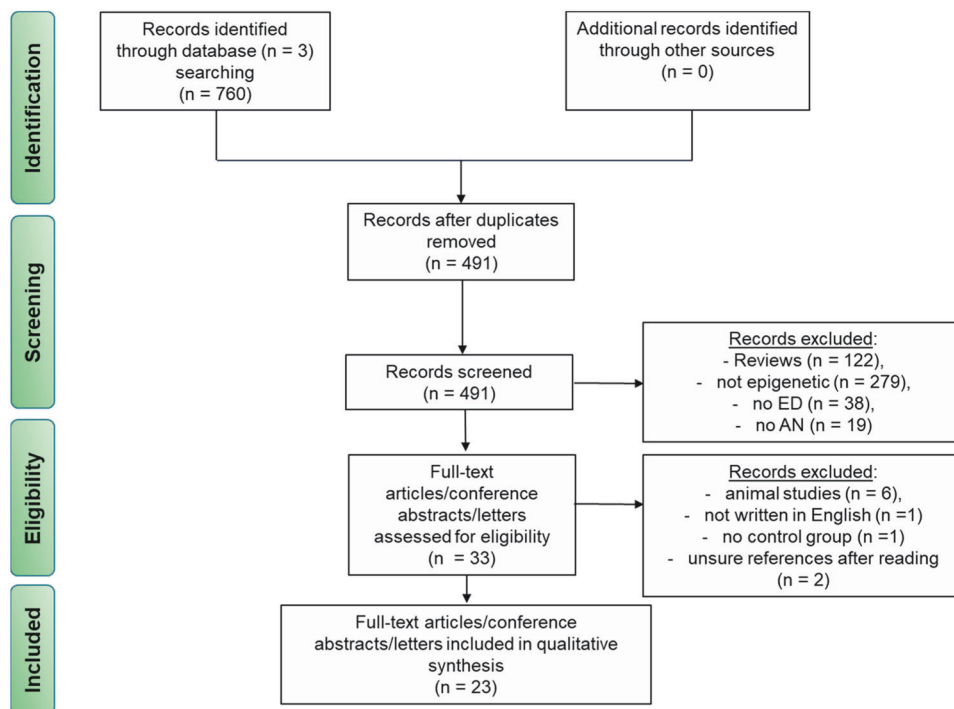 Identification
Records identified
through database (n = 3)
searching
(n = 760)
Additional records identified
through other sources
(n = 0)
Screening
Records after duplicates
removed
(n = 491)
Records screened
(n = 491)
Records excluded:
- Reviews (n = 122),
- not epigenetic (n = 279),
- no ED (n = 38),
- no AN (n = 19)
Eligibility
Full-text
articles/conference
abstracts/letters
assessed for eligibility
(n = 33)
Records excluded:
- animal studies (n = 6),
- not written in English (n =1)
- no control group (n =1)
- unsure references after reading
(n = 2)
Included
Full-text articles/conference
abstracts/letters included in qualitative
synthesis
(n = 23)